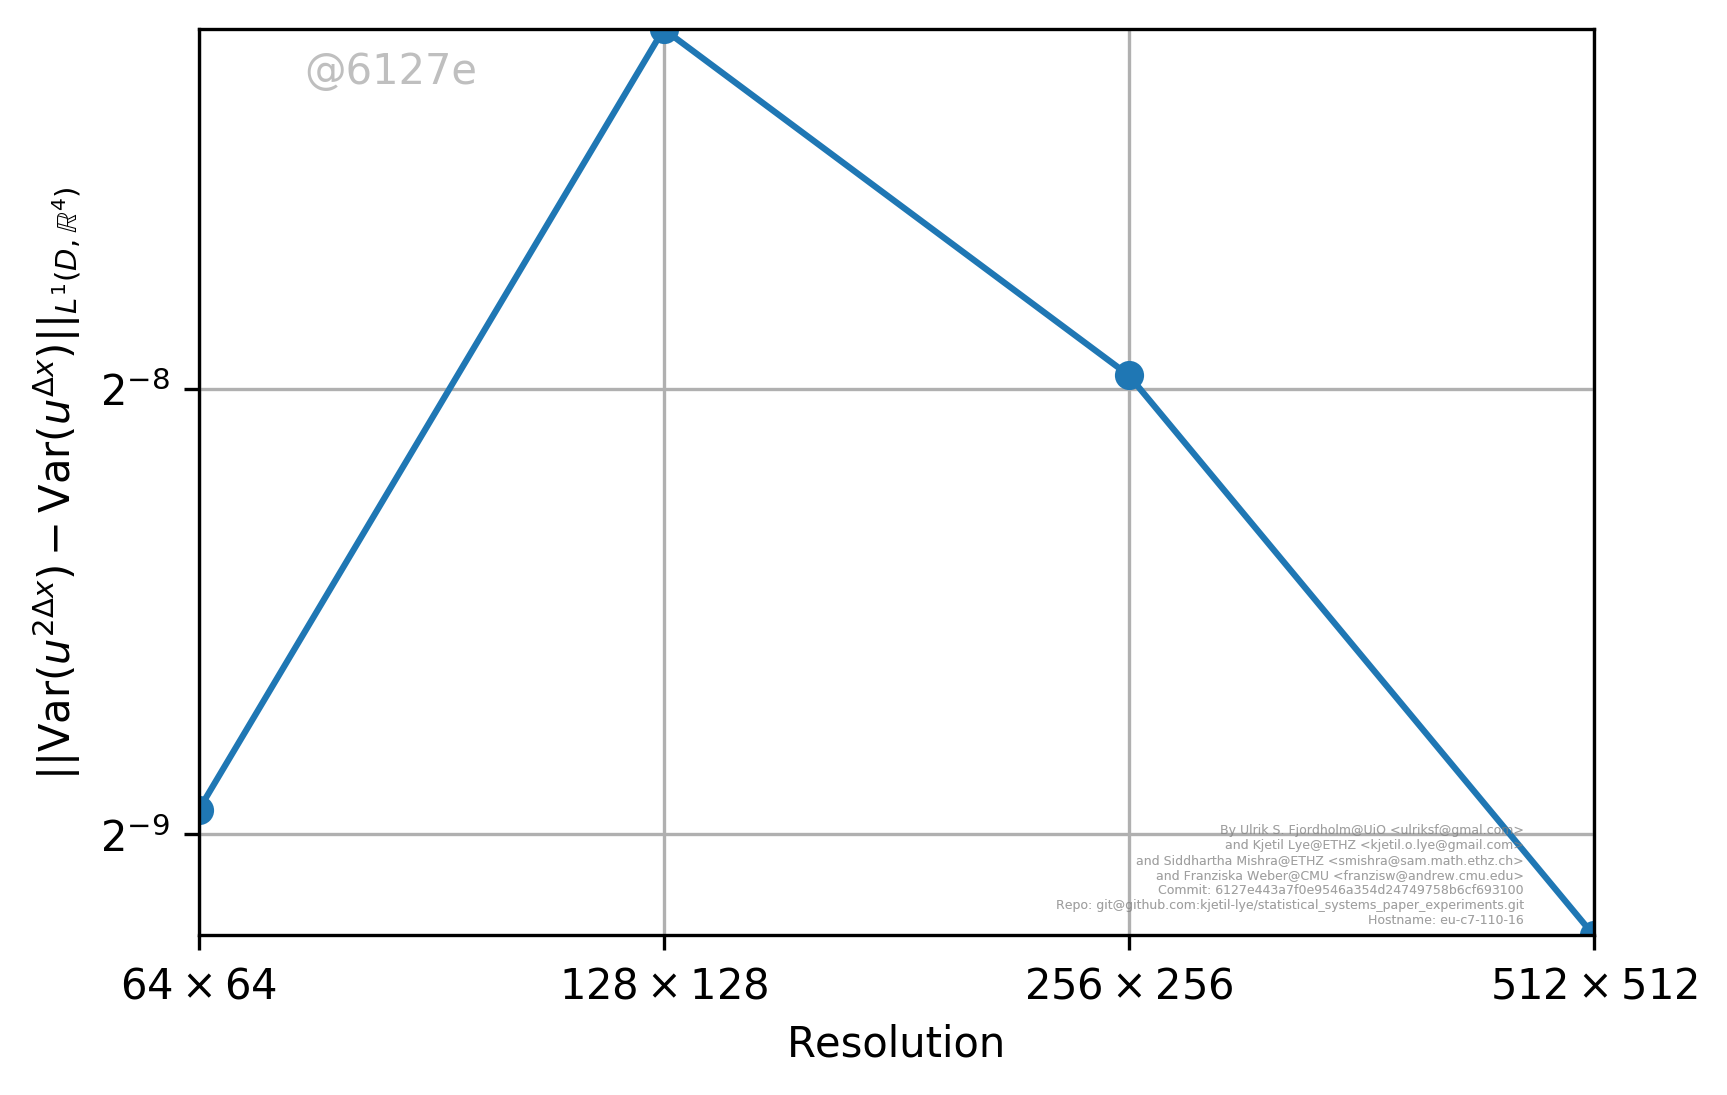 @6127e
||Var(u^{2Δx}) − Var(u^{Δx})||_{L^1(D, ℝ^4)}
2^{−8}
2^{−9}
By Ulrik S. Fjordholm@UiO <ulriksf@gmal.com>
and Kjetil Lye@ETHZ <kjetil.o.lye@gmail.com>
and Siddhartha Mishra@ETHZ <smishra@sam.math.ethz.ch>
and Franziska Weber@CMU <franzisw@andrew.cmu.edu>
Commit: 6127e443a7f0e9546a354d24749758b6cf693100
Repo: git@github.com:kjetil-lye/statistical_systems_paper_experiments.git
Hostname: eu-c7-110-16
64 × 64
128 × 128
256 × 256
512 × 512
Resolution